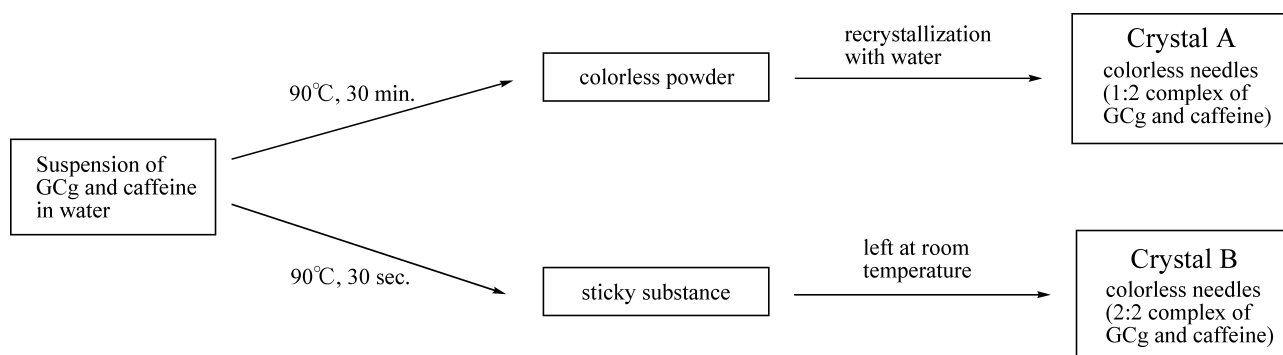 Suspension of
GCg and caffeine
in water
90℃, 30 min.
colorless powder
recrystallization
with water
Crystal A
colorless needles
(1:2 complex of
GCg and caffeine)
90℃, 30 sec.
sticky substance
left at room
temperature
Crystal B
colorless needles
(2:2 complex of
GCg and caffeine)